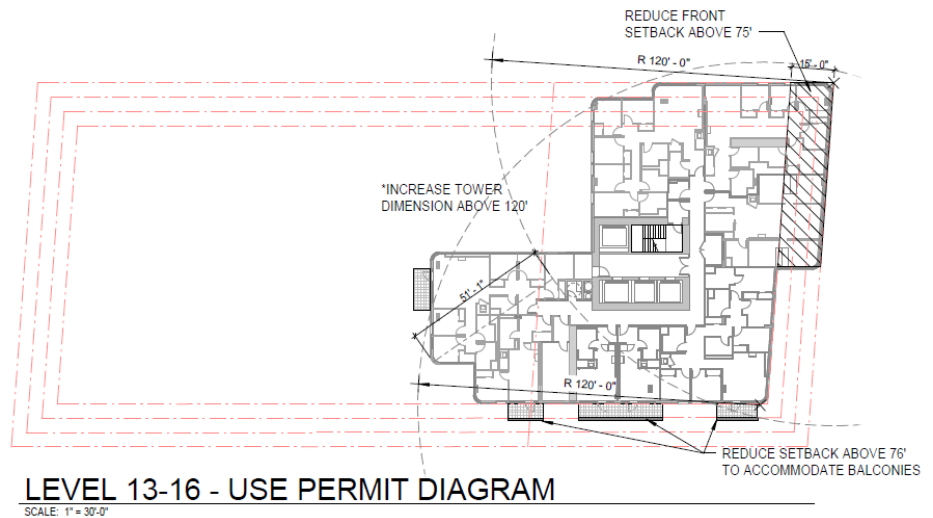 REDUCE FRONT
SETBACK ABOVE 75'
R 120' - 0"
15'- 0"
*INCREASE TOWER
DIMENSION ABOVE 120'
51' - 1"
R 120' - 0"
REDUCE SETBACK ABOVE 76'
TO ACCOMMODATE BALCONIES
LEVEL 13-16 - USE PERMIT DIAGRAM
SCALE: 1" = 30'-0"